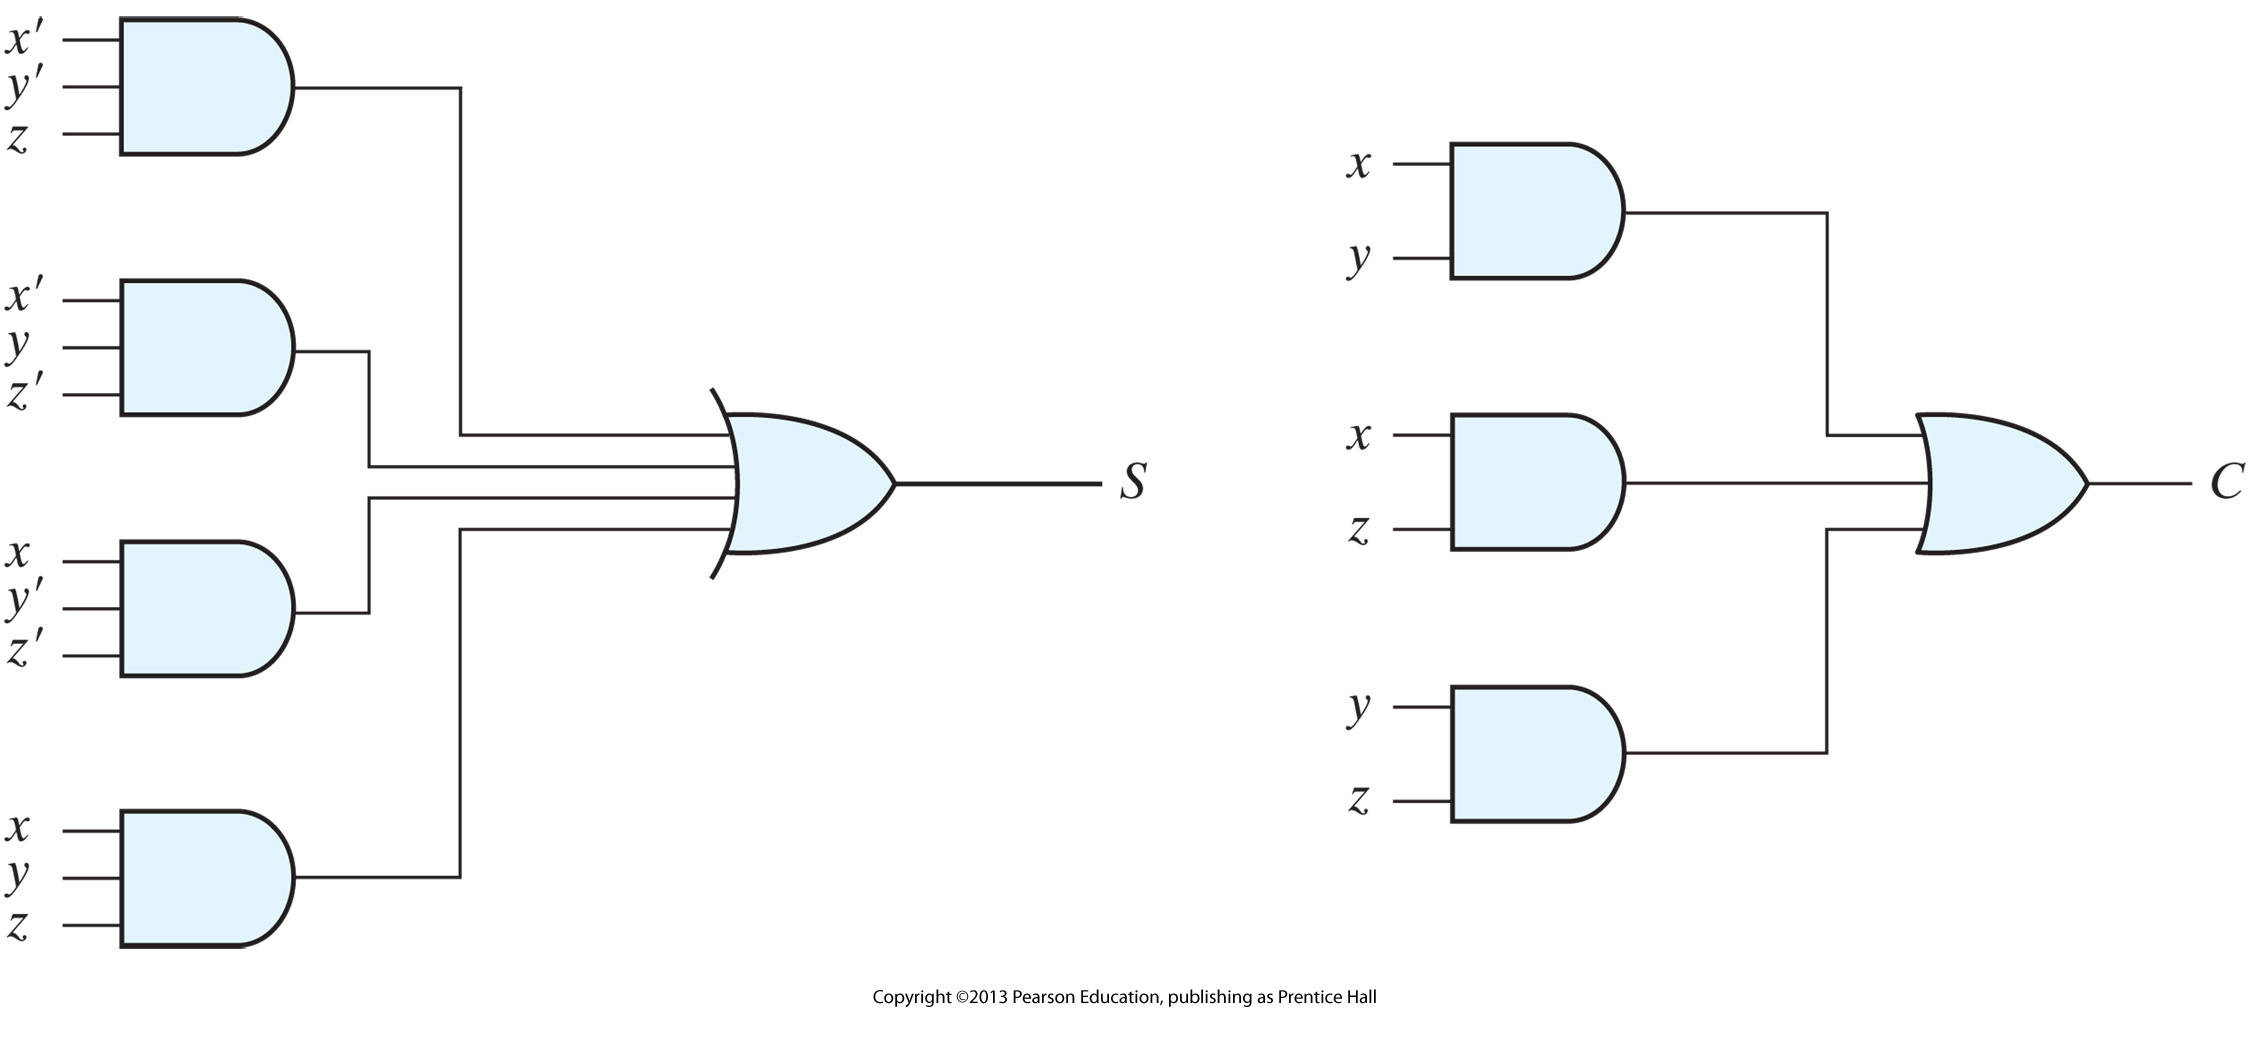 x′
y′
z
x′
y
z′
x
y′
z′
x
y
z
S
x
y
x
z
y
z
C
Copyright ©2013 Pearson Education, publishing as Prentice Hall